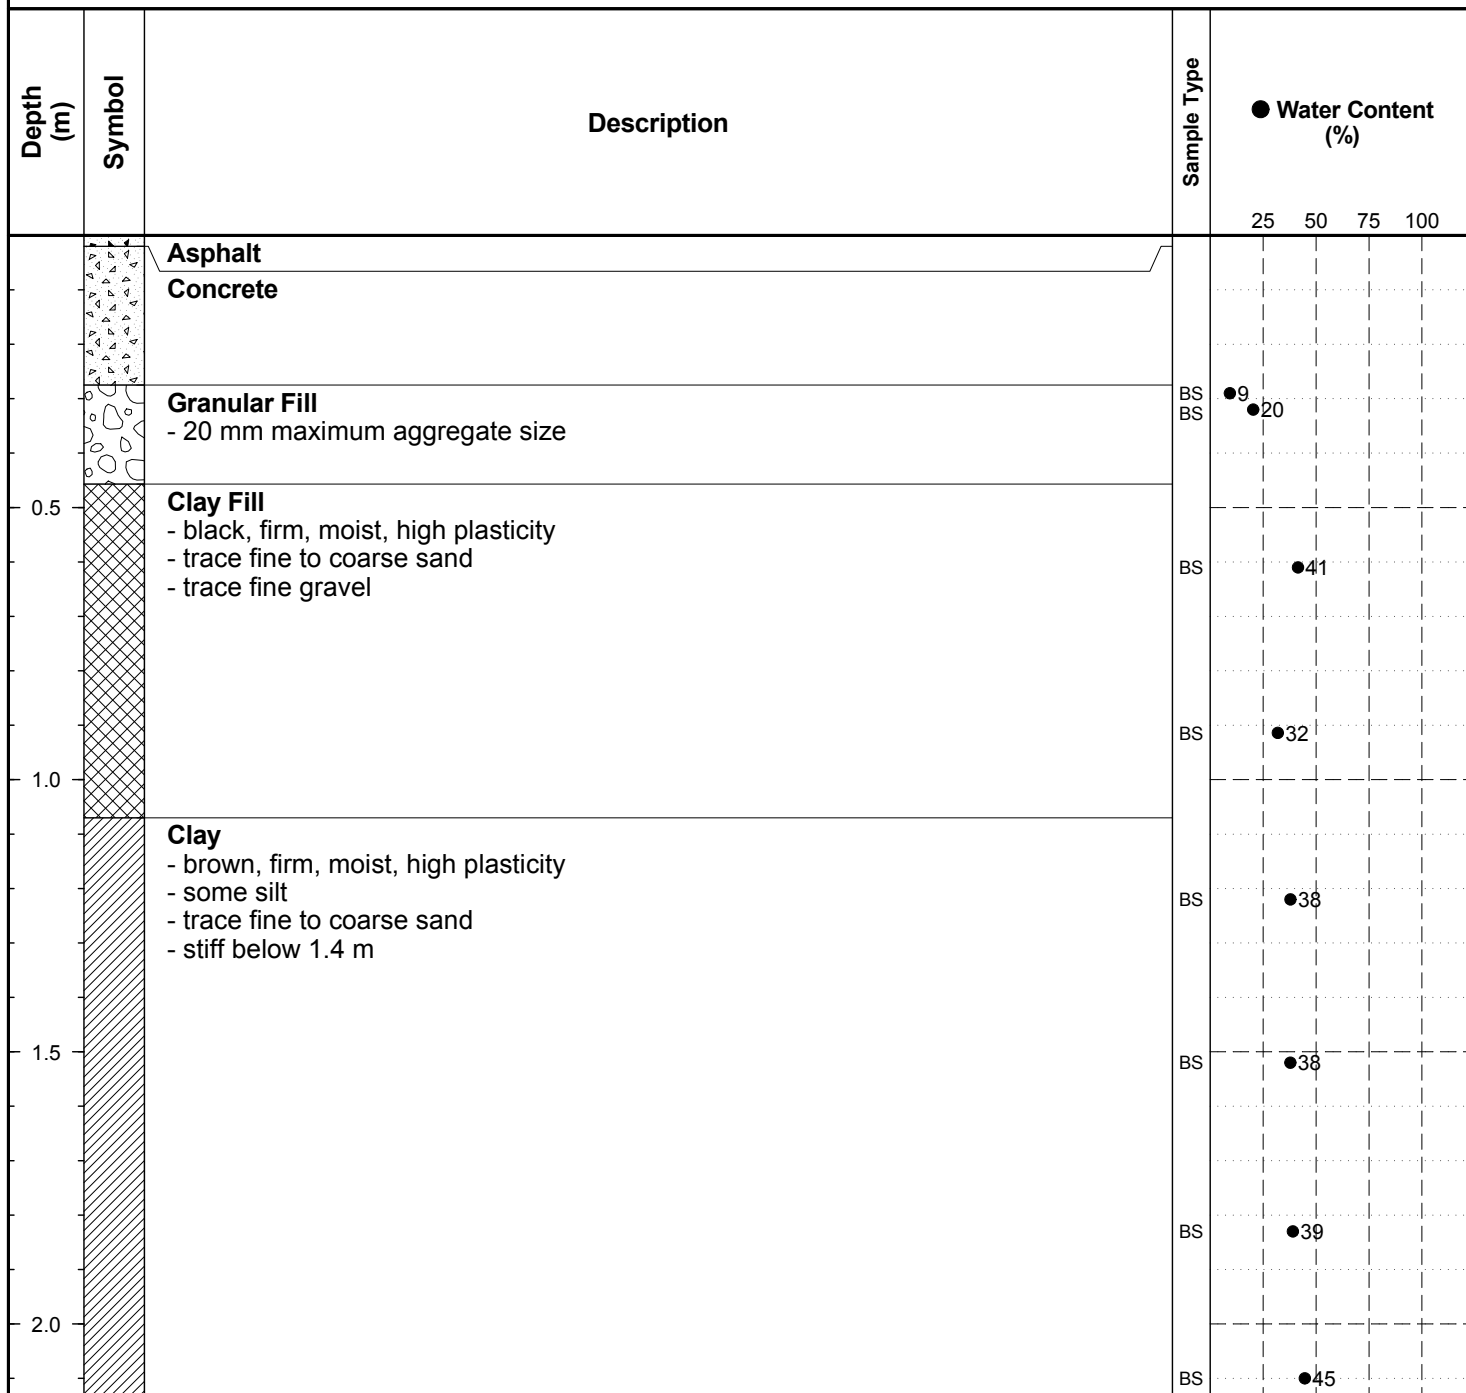 Depth
(m)
Symbol
Description
Sample Type
Water Content
(%)
25 50 75 100
Asphalt
Concrete
Granular Fill
- 20 mm maximum aggregate size
BS 9
BS 20
Clay Fill
0.5
- black, firm, moist, high plasticity
- trace fine to coarse sand
BS 41
- trace fine gravel
BS 32
1.0
Clay
- brown, firm, moist, high plasticity
- some silt
BS 38
- trace fine to coarse sand
- stiff below 1.4 m
1.5
BS 38
BS 39
2.0
BS 45